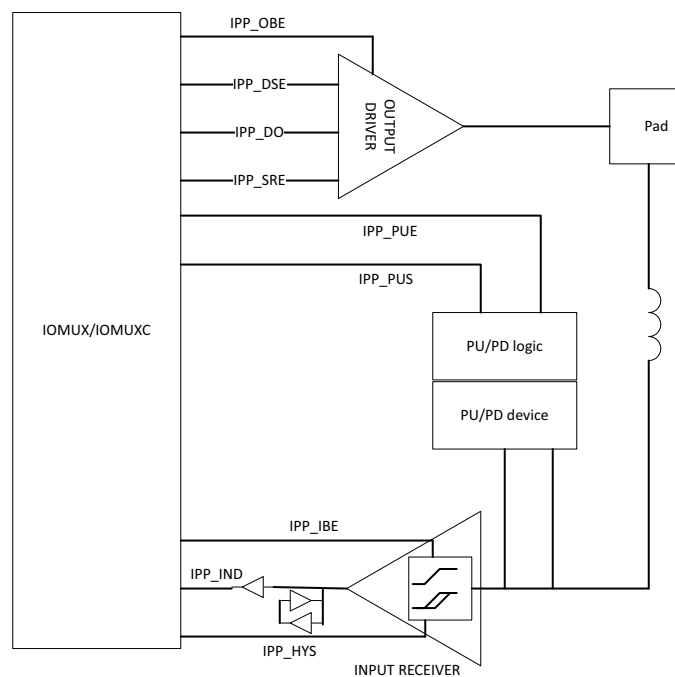 IPP_OBE
IPP_DSE
IPP_DO
IPP_SRE
OUTPUT
DRIVER
Pad
IPP_PUE
IPP_PUS
IOMUX/IOMUXC
PU/PD logic
PU/PD device
IPP_IBE
IPP_IND
IPP_HYS
INPUT RECEIVER